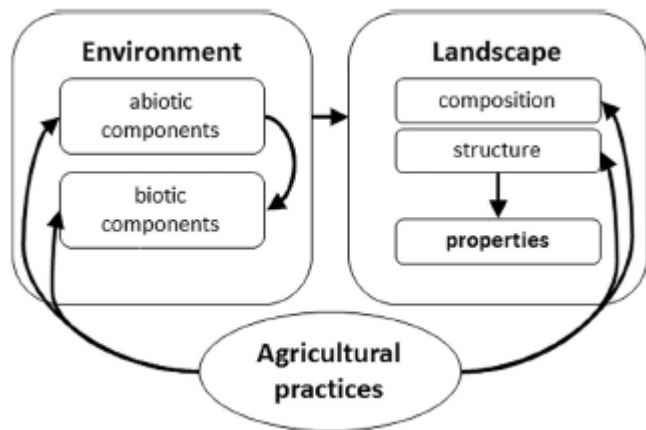 Environment
abiotic
components
biotic
components
Landscape
composition
structure
properties
Agricultural
practices